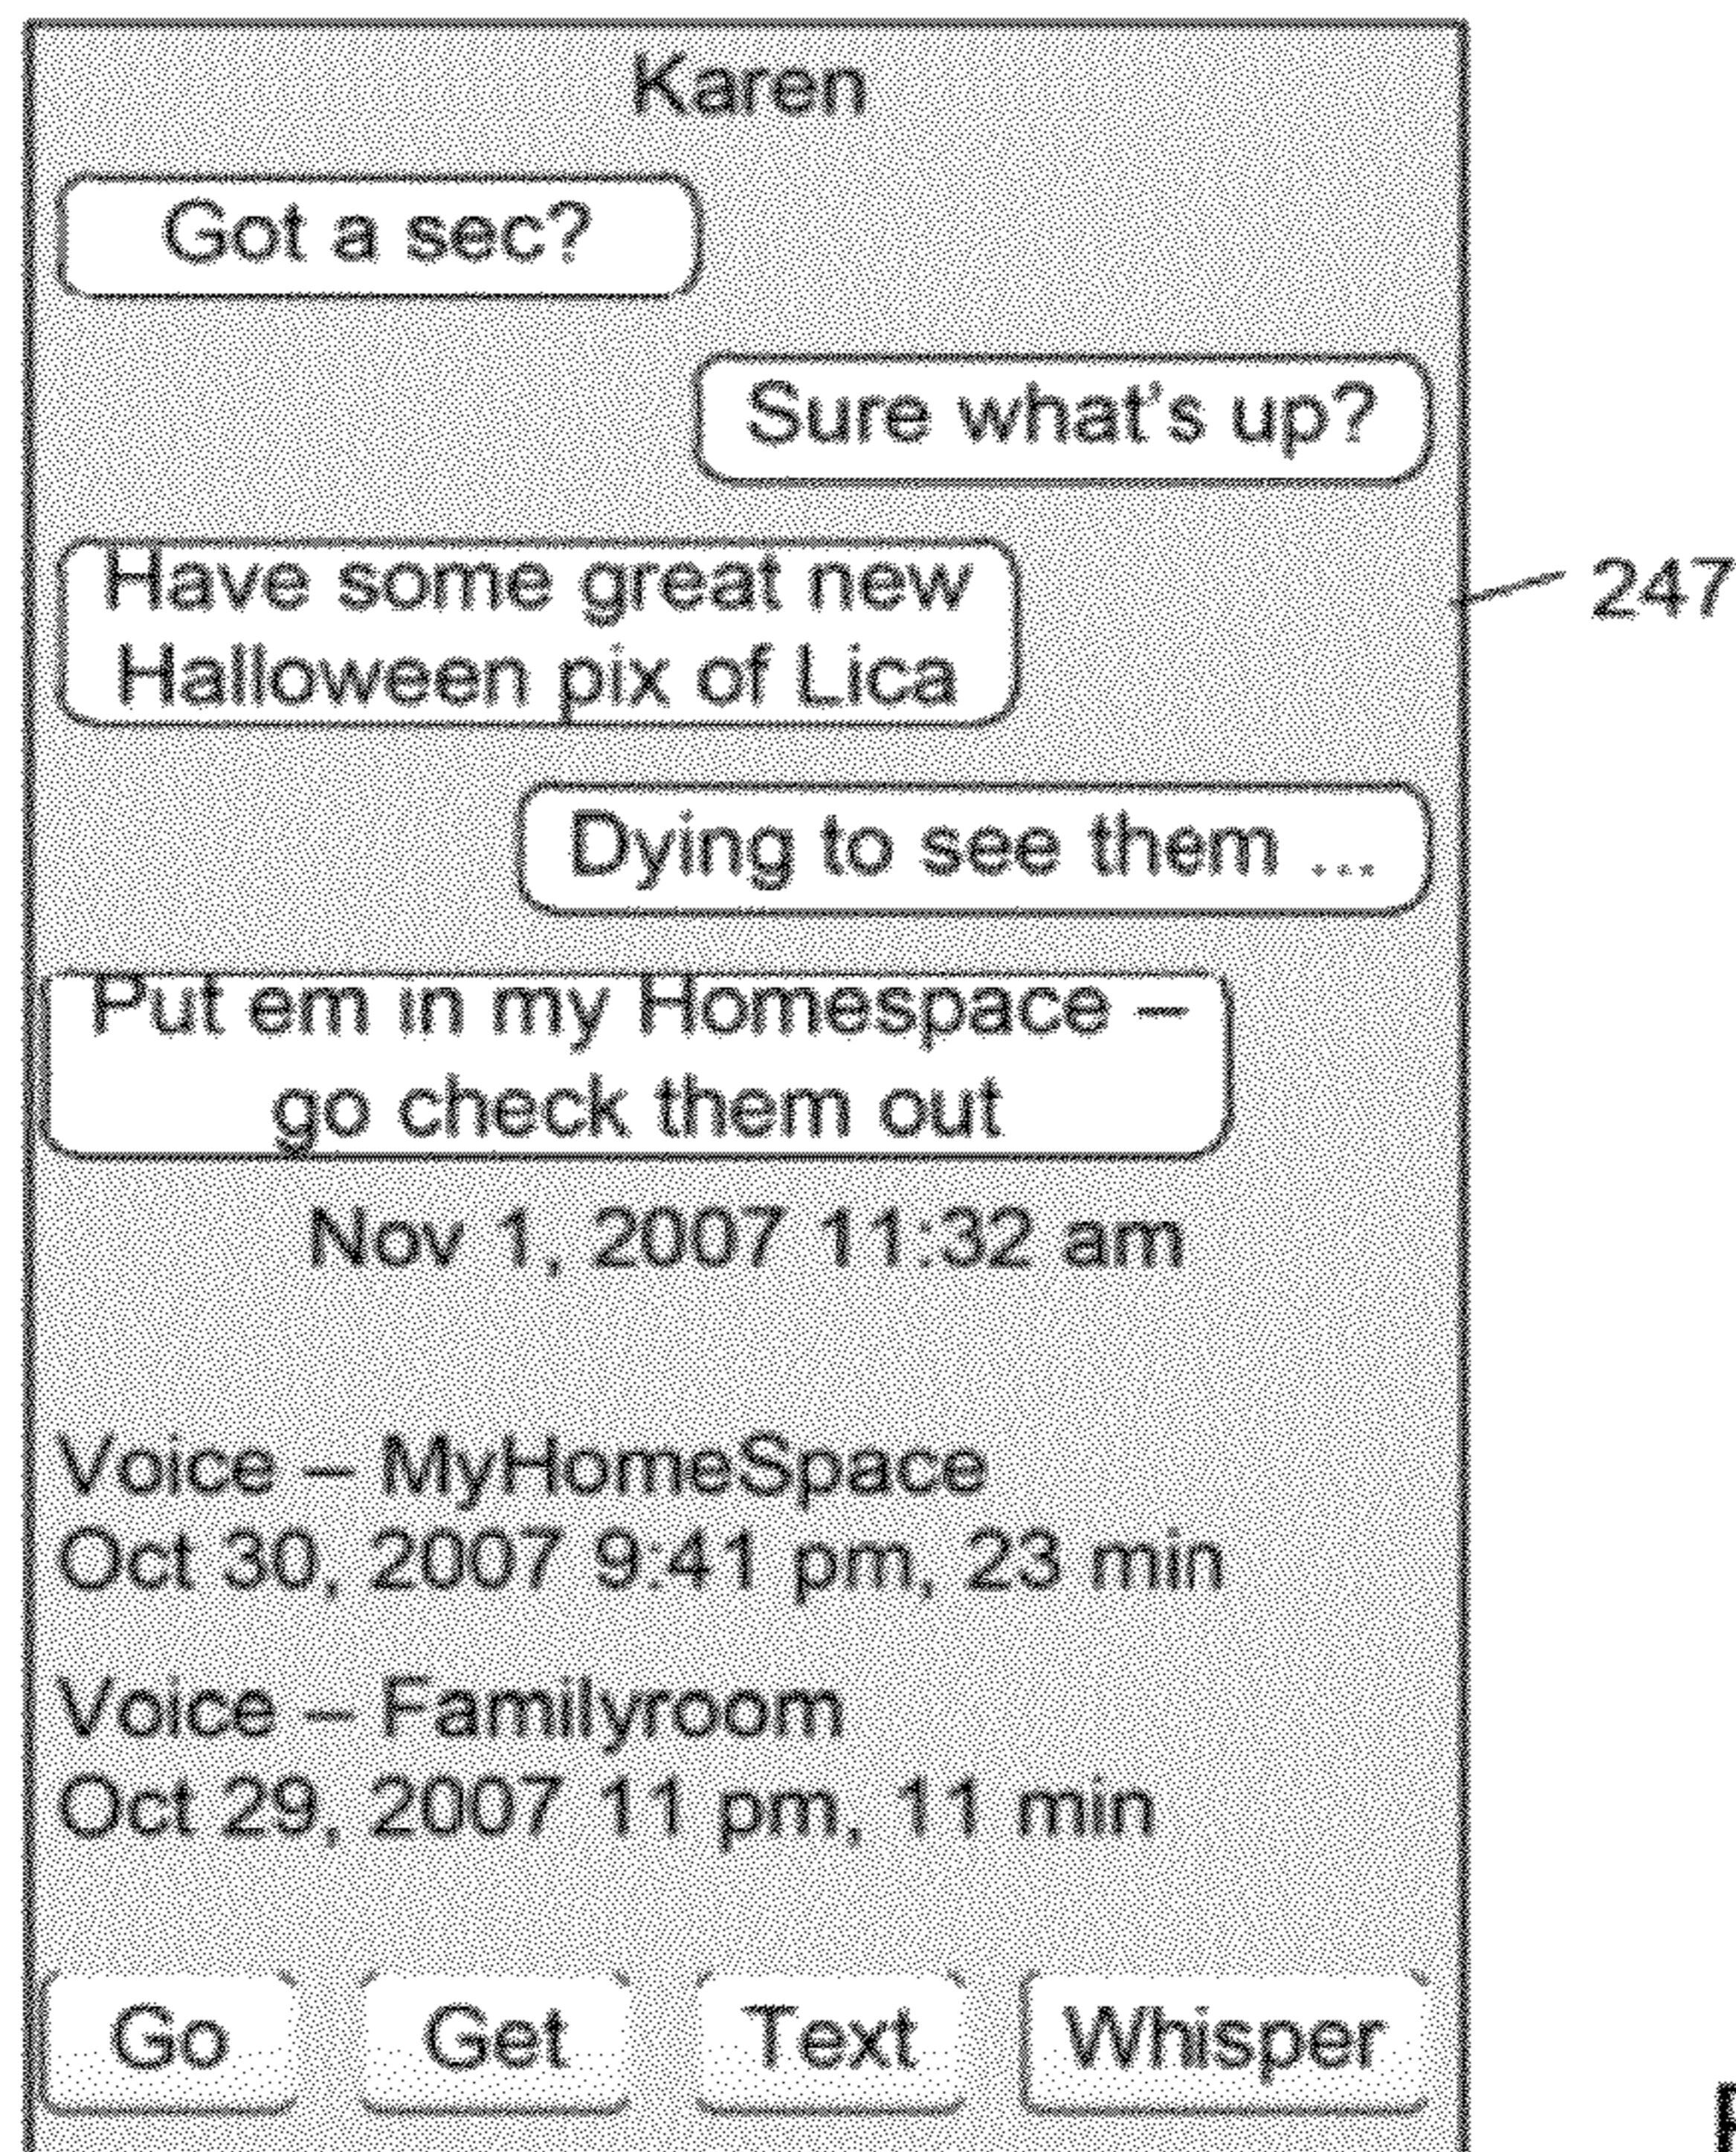 Karen
Got a sec?
Sure what's up?
Have some great new
Halloween pix of Lica
247
Dying to see them ...
Put em in my Homespace –
go check them out
Nov 1, 2007 11:32 am
Voice – MyHomeSpace
Oct 30, 2007 9:41 pm, 23 min
Voice – Familyroom
Oct 29, 2007 11 pm, 11 min
Go Get Text Whisper